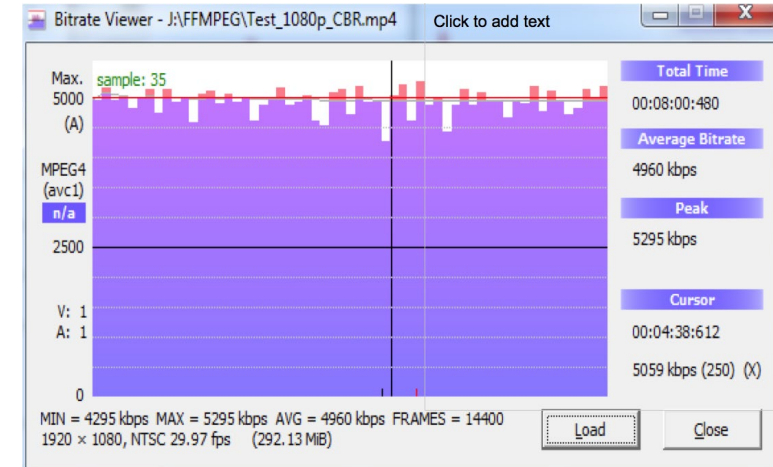 Bitrate Viewer - J:\FFMPEG\Test_1080p_CBR.mp4
Click to add text
Max.
5000
(A)
MPEG4
(avc1)
n/a
2500
V: 1
A: 1
0
sample: 35
Total Time
00:08:00:480
Average Bitrate
4960 kbps
Peak
5295 kbps
Cursor
00:04:38:612
5059 kbps (250) (X)
MIN = 4295 kbps MAX = 5295 kbps AVG = 4960 kbps FRAMES = 14400
1920 × 1080, NTSC 29.97 fps (292.13 MiB)
Load
Close